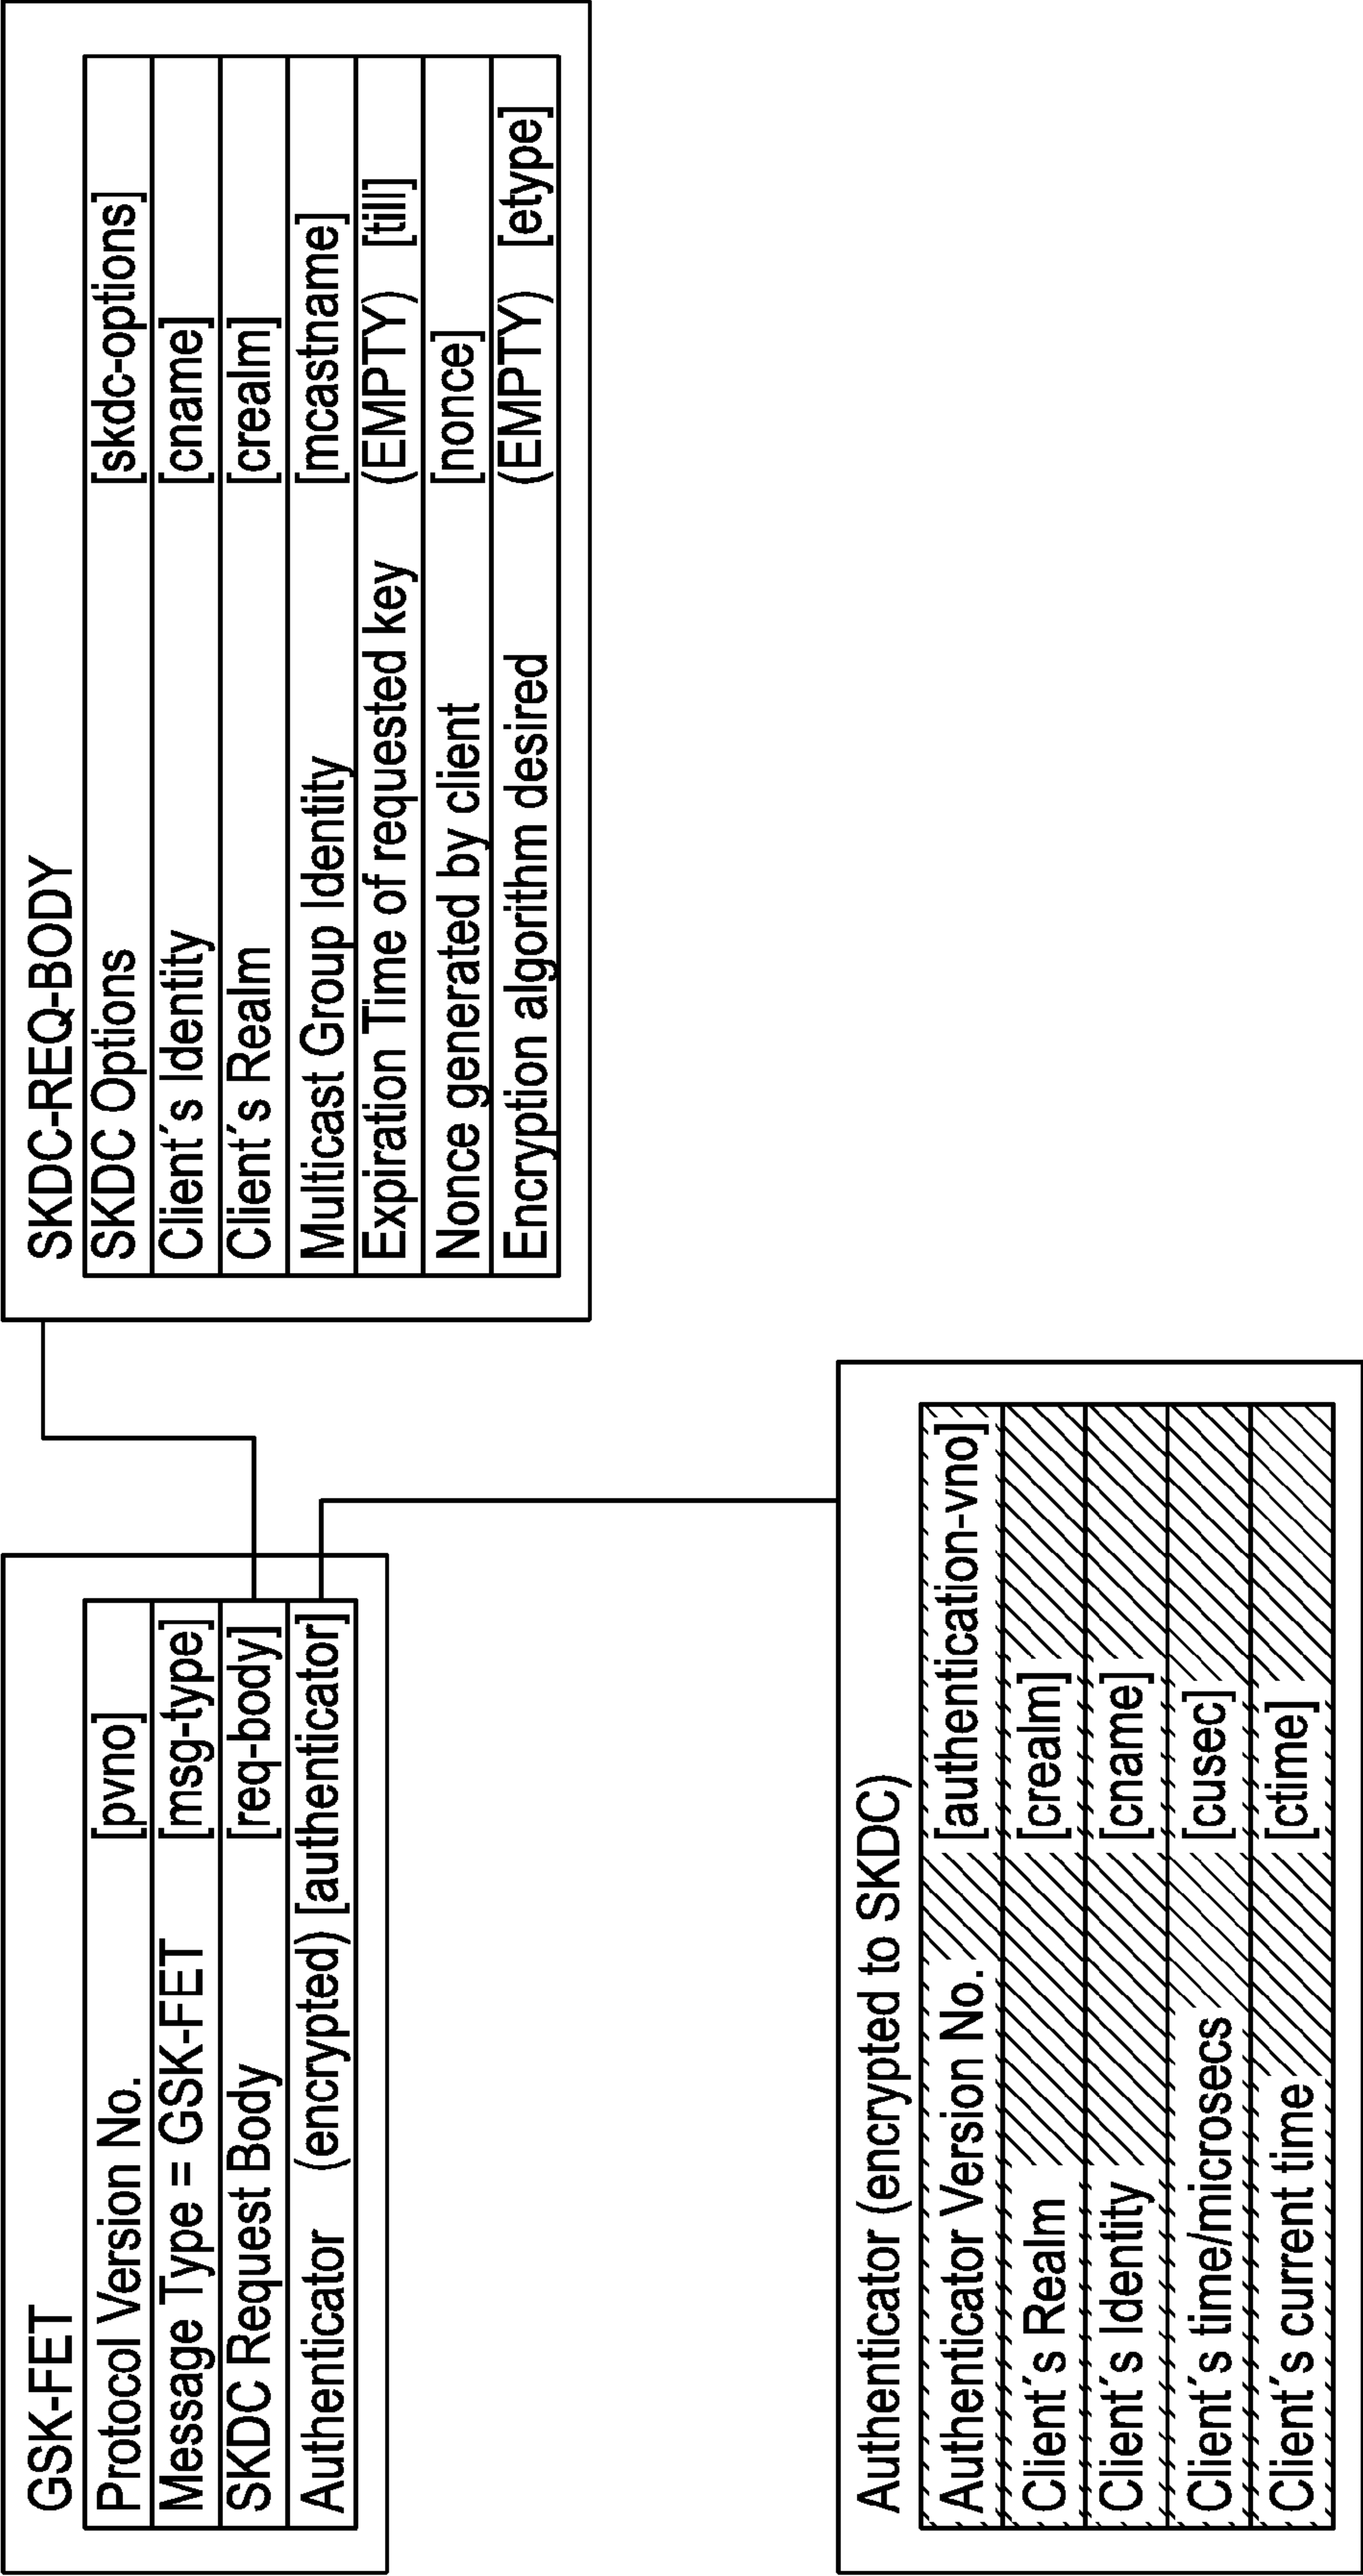 GSK-FET
Protocol Version No. [pvno]
Message Type = GSK-FET [msg-type]
SKDC Request Body [req-body]
Authenticator (encrypted) [authenticator]
SKDC-REQ-BODY
SKDC Options [skdc-options]
Client´s Identity [cname]
Client´s Realm [crealm]
Multicast Group Identity [mcastname]
Expiration Time of requested key (EMPTY) [till]
Nonce generated by client [nonce]
Encryption algorithm desired (EMPTY) [etype]
Authenticator (encrypted to SKDC)
Authenticator Version No. [authentication-vno]
Client´s Realm [crealm]
Client´s Identity [cname]
Client´s time/microsecs [cusec]
Client´s current time [ctime]